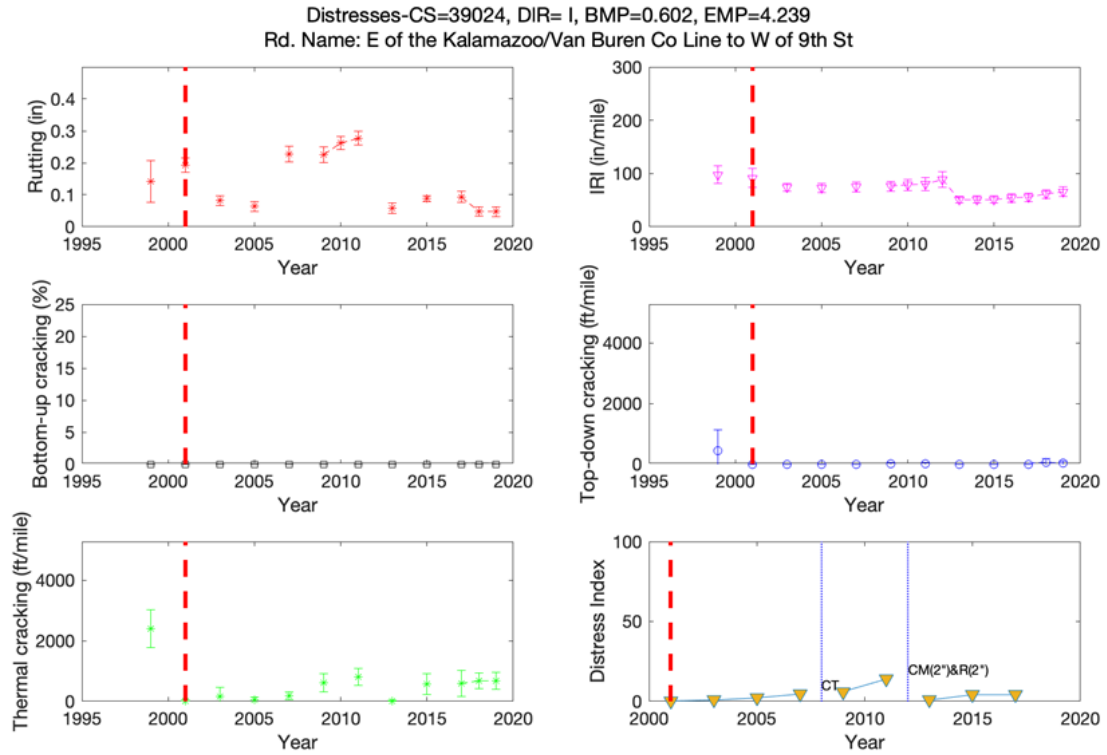 Distresses-CS=39024, DIR= I, BMP=0.602, EMP=4.239
Rd. Name: E of the Kalamazoo/Van Buren Co Line to W of 9th St
Rutting (in)
0.4
0.3
0.2
0.1
0
1995 2000 2005 2010 2015 2020
Year
IRI (in/mile)
300
200
100
0
1995 2000 2005 2010 2015 2020
Year
Bottom-up cracking (%)
25
20
15
10
5
0
1995 2000 2005 2010 2015 2020
Year
Top-down cracking (ft/mile)
4000
2000
0
1995 2000 2005 2010 2015 2020
Year
Thermal cracking (ft/mile)
4000
2000
0
1995 2000 2005 2010 2015 2020
Year
Distress Index
100
50
0
CT
CM(2")&R(2")
2000 2005 2010 2015 2020
Year